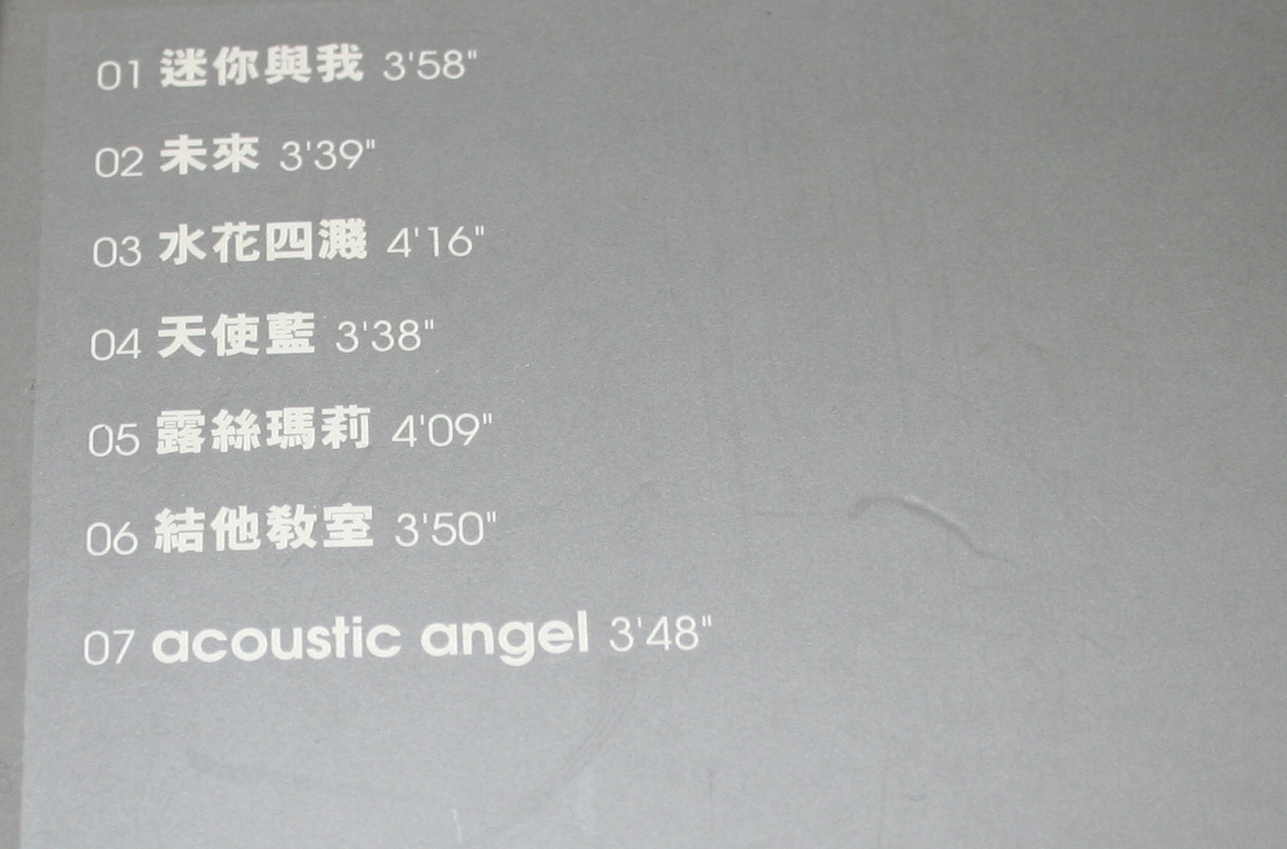 01 迷你與我 3'58"
02 未來 3'39"
03 水花四濺 4'16"
04 天使藍 3'38"
05 露絲瑪莉 4'09"
06 結他教室 3'50"
07 acoustic angel 3'48"